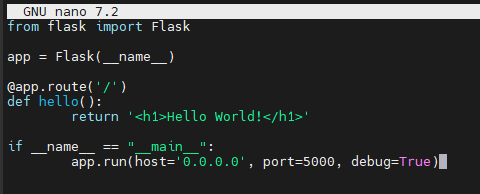 GNU nano 7.2
from flask import Flask

app = Flask(__name__)

@app.route('/')
def hello():
        return '<h1>Hello World!</h1>'

if __name__ == "__main__":
        app.run(host='0.0.0.0', port=5000, debug=True)